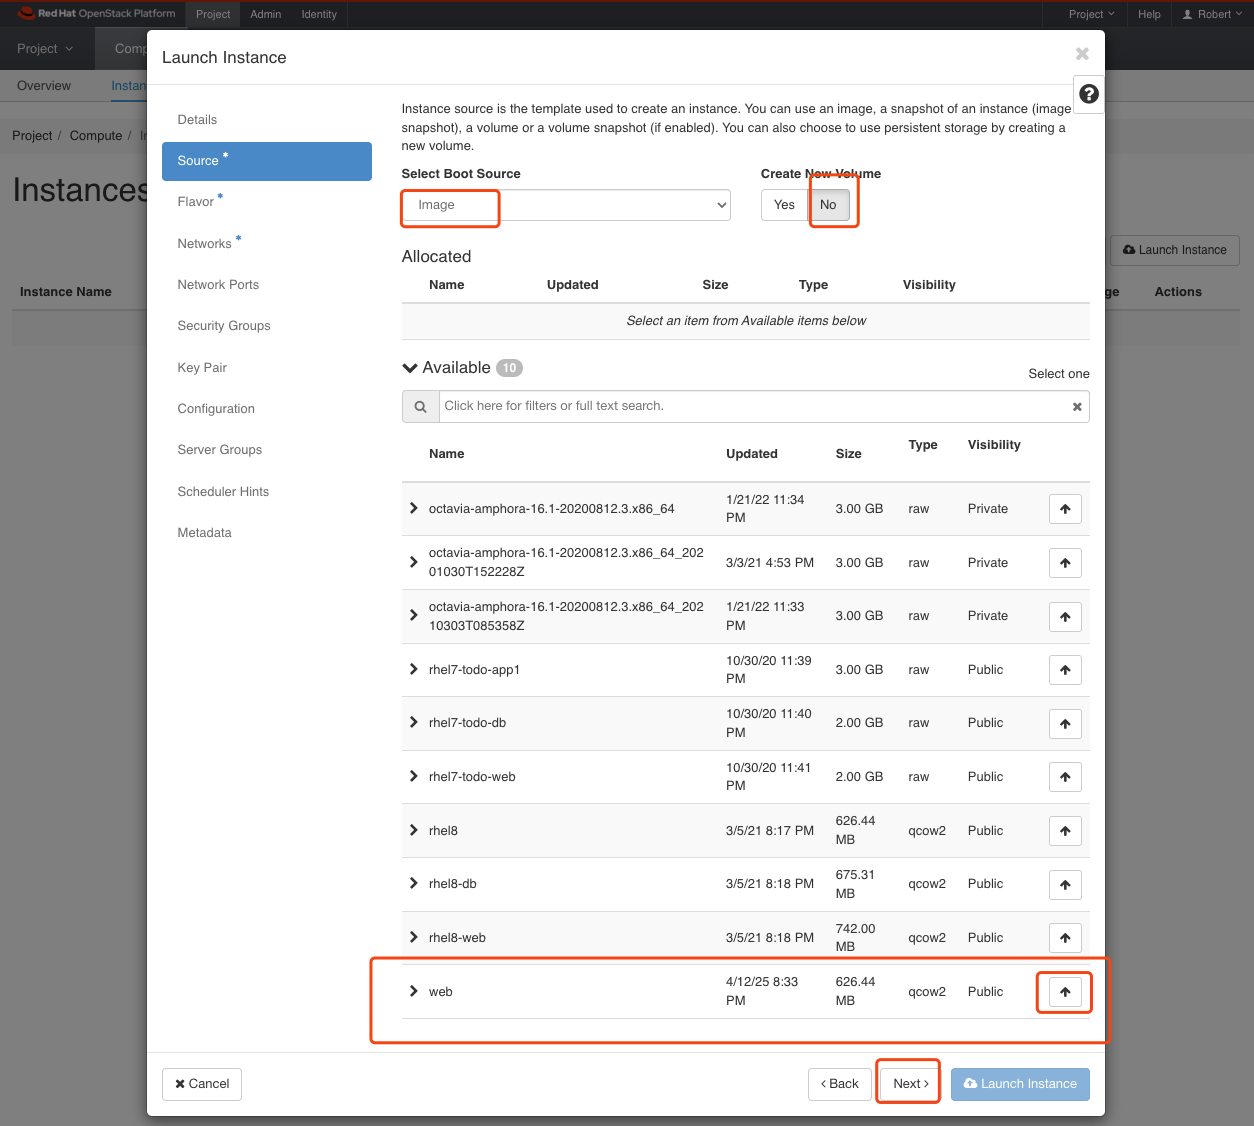 Red Hat OpenStack Platform Project Admin Identity Project Help Robert
Project Comp
Overview Instan
Project / Compute / I
Instances
Launch Instance
Instance Name ge Actions
Launch Instance
Details
Source *
Flavor *
Networks *
Network Ports
Security Groups
Key Pair
Configuration
Server Groups
Scheduler Hints
Metadata
Instance source is the template used to create an instance. You can use an image, a snapshot of an instance (image
snapshot), a volume or a volume snapshot (if enabled). You can also choose to use persistent storage by creating a
new volume.
Select Boot Source Create New Volume
Image Yes No
Allocated
Name Updated Size Type Visibility
Select an item from Available items below
Available 10
Select one
Click here for filters or full text search.
Name Updated Size Type Visibility
octavia-amphora-16.1-20200812.3.x86_64 1/21/22 11:34 3.00 GB raw Private
PM
octavia-amphora-16.1-20200812.3.x86_64_202 3/3/21 4:53 PM 3.00 GB raw Private
01030T152228Z
octavia-amphora-16.1-20200812.3.x86_64_202 1/21/22 11:33 3.00 GB raw Private
10303T085358Z PM
rhel7-todo-app1 10/30/20 11:39 3.00 GB raw Public
PM
rhel7-todo-db 10/30/20 11:40 2.00 GB raw Public
PM
rhel7-todo-web 10/30/20 11:41 2.00 GB raw Public
PM
rhel8 3/5/21 8:17 PM 626.44 qcow2 Public
MB
rhel8-db 3/5/21 8:18 PM 675.31 qcow2 Public
MB
rhel8-web 3/5/21 8:18 PM 742.00 qcow2 Public
MB
web 4/12/25 8:33 626.44 qcow2 Public
PM MB
Cancel < Back Next > Launch Instance